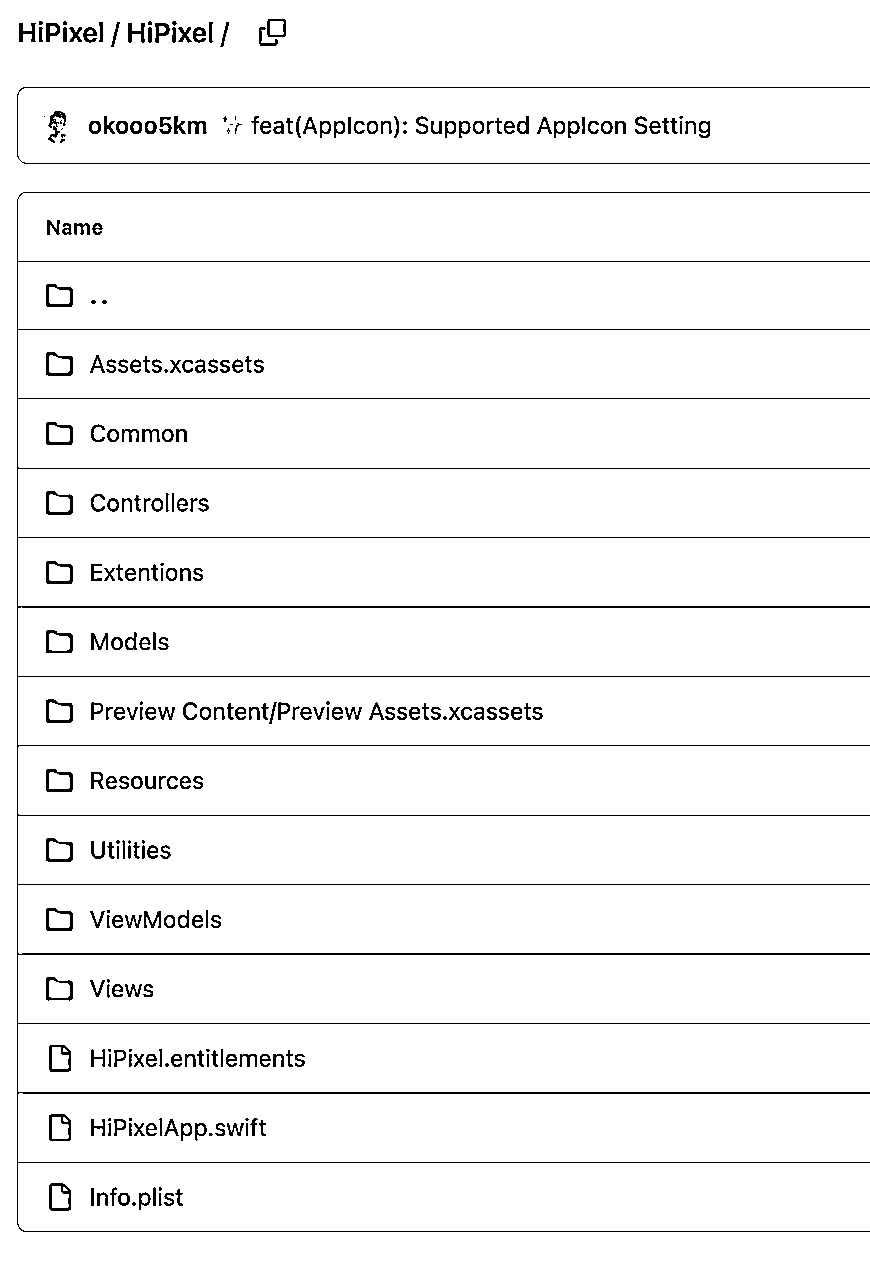 HiPixel / HiPixel /
okooo5km ✨ feat(AppIcon): Supported AppIcon Setting
Name
..
Assets.xcassets
Common
Controllers
Extentions
Models
Preview Content/Preview Assets.xcassets
Resources
Utilities
ViewModels
Views
HiPixel.entitlements
HiPixelApp.swift
Info.plist